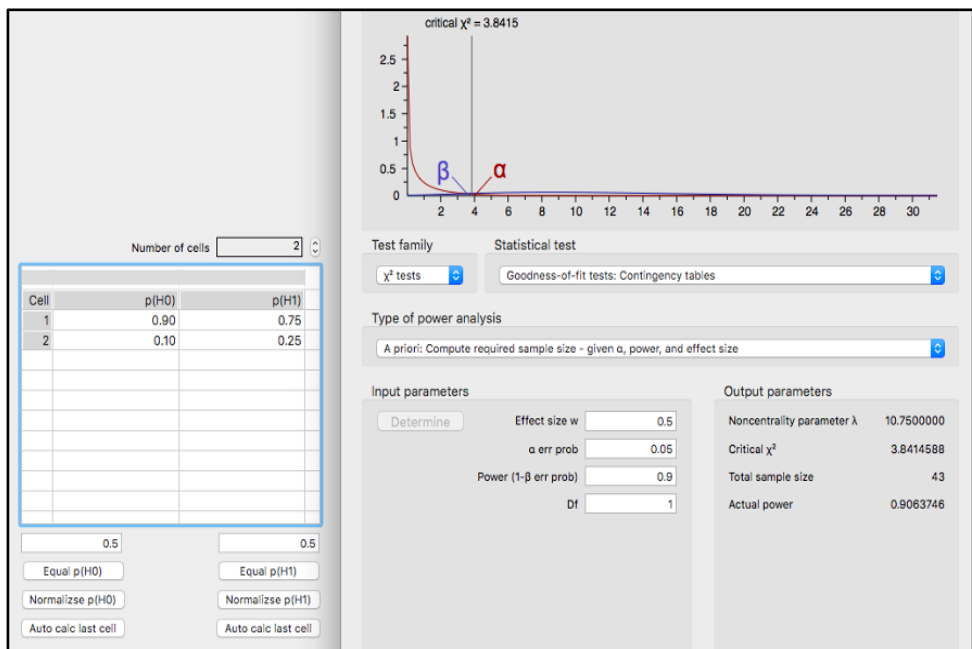 critical χ² = 3.8415
2.5
2
1.5
1
0.5
0
β
α
2 4 6 8 10 12 14 16 18 20 22 24 26 28 30
Number of cells 2
Cell p(H0) p(H1)
1 0.90 0.75
2 0.10 0.25
0.5 0.5
Equal p(H0) Equal p(H1)
Normalizse p(H0) Normalizse p(H1)
Auto calc last cell Auto calc last cell
Test family Statistical test
χ² tests Goodness-of-fit tests: Contingency tables
Type of power analysis
A priori: Compute required sample size - given α, power, and effect size
Input parameters Output parameters
Determine Effect size w 0.5 Noncentrality parameter λ 10.7500000
α err prob 0.05 Critical χ² 3.8414588
Power (1-β err prob) 0.9 Total sample size 43
Df 1 Actual power 0.9063746